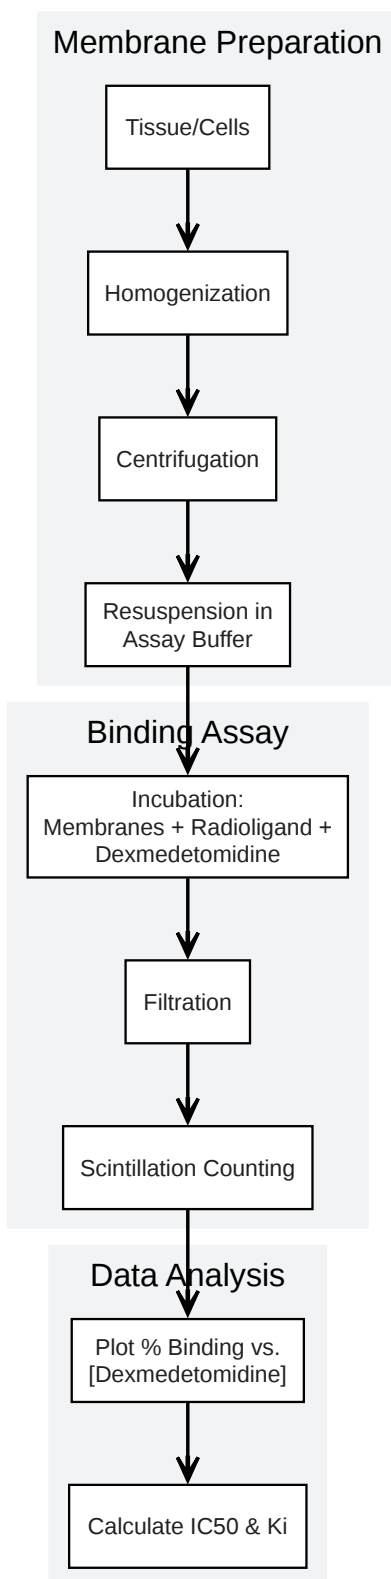 Membrane Preparation
Tissue/Cells
Homogenization
Centrifugation
Resuspension in
Assay Buffer
Binding Assay
Incubation:
Membranes + Radioligand +
Dexmedetomidine
Filtration
Scintillation Counting
Data Analysis
Plot % Binding vs.
[Dexmedetomidine]
Calculate IC50 & Ki